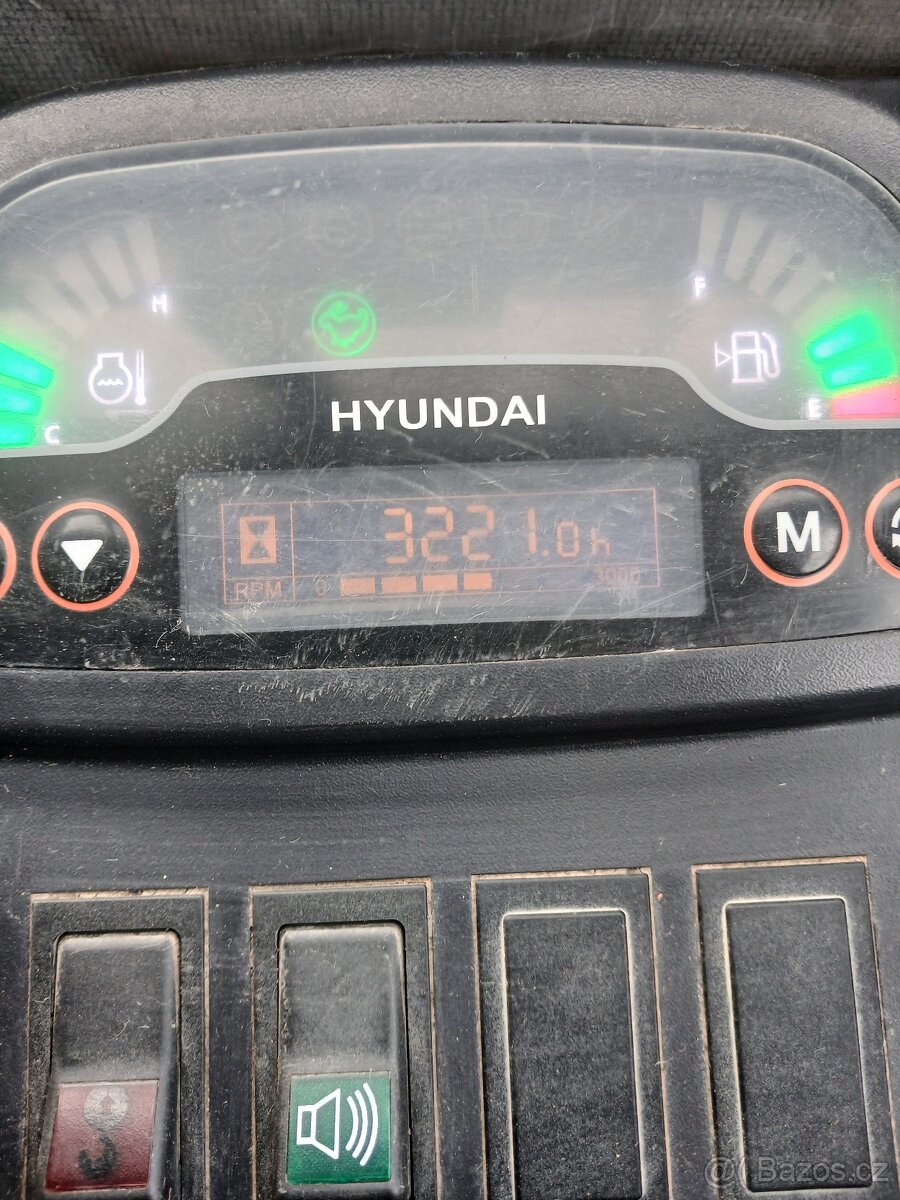 H
F
C
E
HYUNDAI
3221.0h
M
RPM 0 3000
@ Bazos.cz